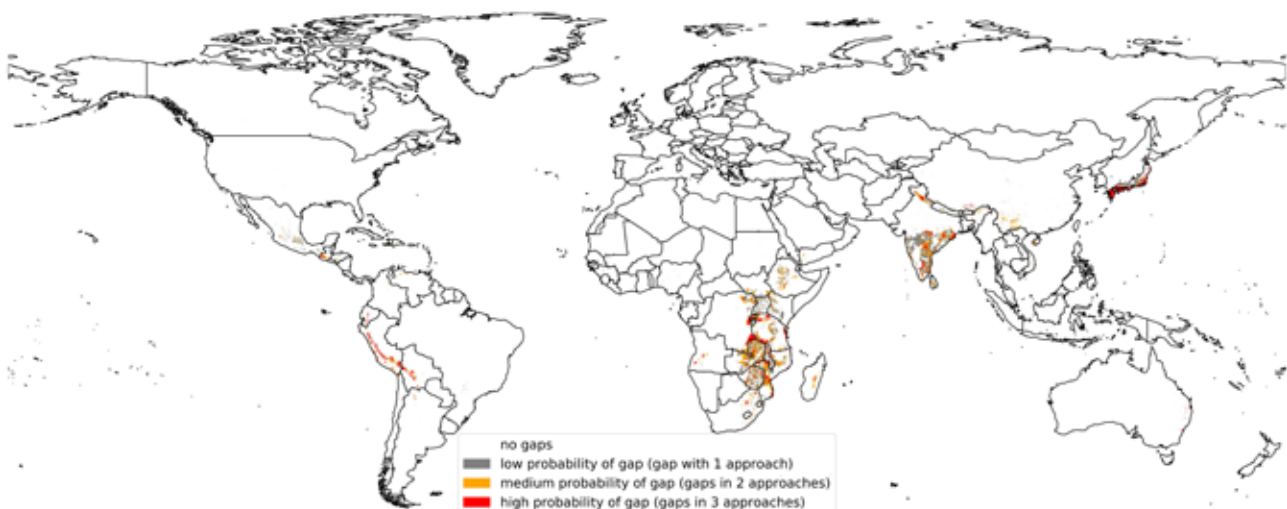 no gaps
low probability of gap (gap with 1 approach)
medium probability of gap (gaps in 2 approaches)
high probability of gap (gaps in 3 approaches)